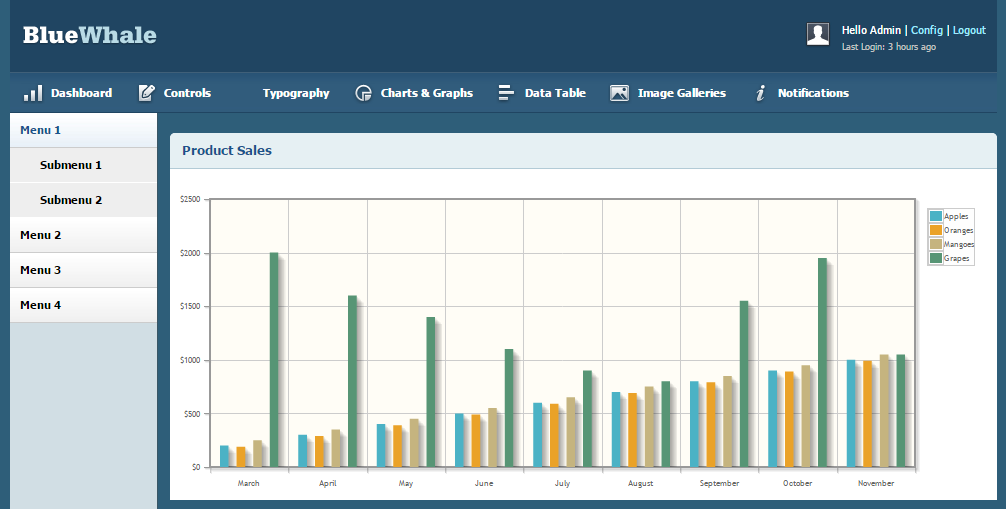 BlueWhale
Hello Admin | Config | Logout
Last Login: 3 hours ago
Dashboard Controls Typography Charts & Graphs Data Table Image Galleries Notifications
Menu 1
Submenu 1
Submenu 2
Menu 2
Menu 3
Menu 4
Product Sales
$2500
$2000
$1500
$1000
$500
$0
March April May June July August September October November
Apples
Oranges
Mangoes
Grapes